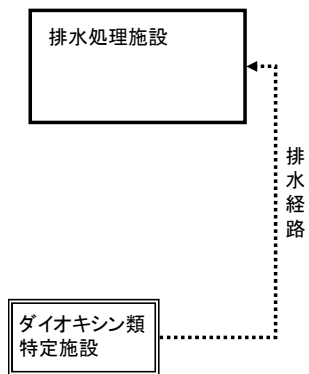 排水処理施設
排水経路
ダイオキシン類
特定施設